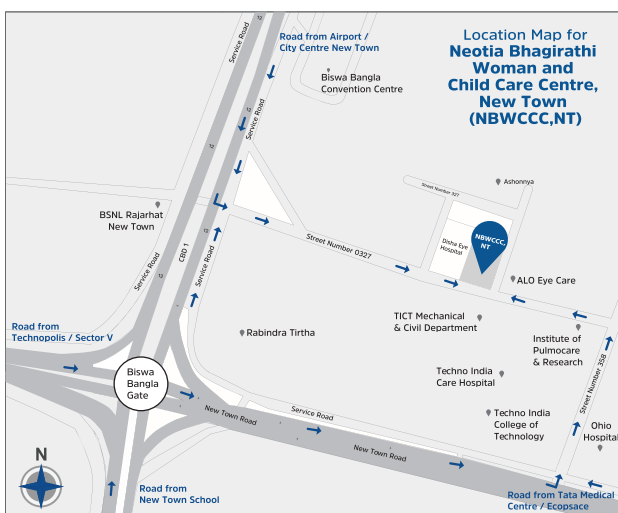 Location Map for
Neotia Bhagirathi
Woman and
Child Care Centre,
New Town
(NBWCCC,NT)
Road from Airport /
City Centre New Town
Service Road
Biswa Bangla
Convention Centre
Service Road
Ashonnya
Street Number 327
BSNL Rajarhat
New Town
Street Number 0327
Disha Eye
Hospital
NBWCCC,
NT
CBD 1
Service Road
Service Road
ALO Eye Care
TICT Mechanical
& Civil Department
Road from
Technopolis / Sector V
Rabindra Tirtha
Institute of
Pulmocare
& Research
Biswa
Bangla
Gate
Techno India
Care Hospital
Street Number 358
New Town Road
Service Road
Techno India
College of
Technology
Ohio
Hospital
New Town Road
N
Road from
New Town School
Road from Tata Medical
Centre / Ecopsace